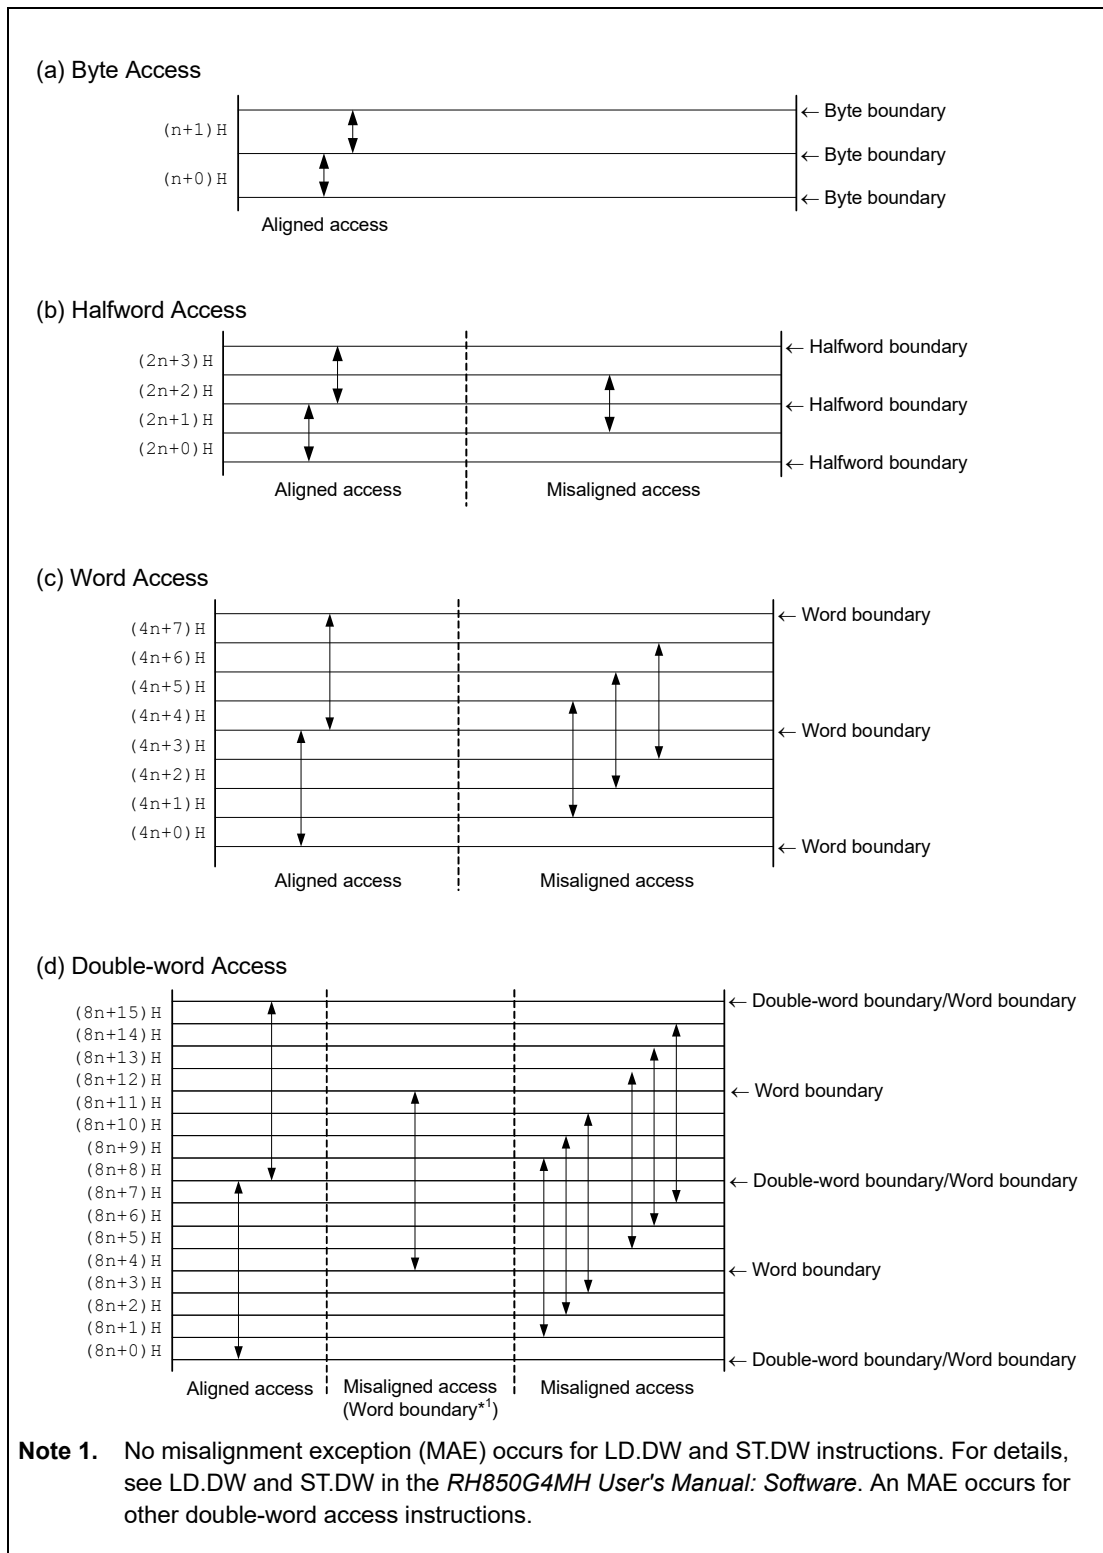 (a) Byte Access
← Byte boundary
(n+1)H
← Byte boundary
(n+0)H
← Byte boundary
Aligned access
(b) Halfword Access
← Halfword boundary
(2n+3)H
(2n+2)H
← Halfword boundary
(2n+1)H
(2n+0)H
← Halfword boundary
Aligned access Misaligned access
(c) Word Access
← Word boundary
(4n+7)H
(4n+6)H
(4n+5)H
(4n+4)H
← Word boundary
(4n+3)H
(4n+2)H
(4n+1)H
(4n+0)H
← Word boundary
Aligned access Misaligned access
(d) Double-word Access
← Double-word boundary/Word boundary
(8n+15)H
(8n+14)H
(8n+13)H
(8n+12)H
← Word boundary
(8n+11)H
(8n+10)H
(8n+9)H
(8n+8)H
← Double-word boundary/Word boundary
(8n+7)H
(8n+6)H
(8n+5)H
(8n+4)H
← Word boundary
(8n+3)H
(8n+2)H
(8n+1)H
(8n+0)H
← Double-word boundary/Word boundary
Aligned access Misaligned access Misaligned access
(Word boundary*1)
Note 1. No misalignment exception (MAE) occurs for LD.DW and ST.DW instructions. For details,
see LD.DW and ST.DW in the RH850G4MH User's Manual: Software. An MAE occurs for
other double-word access instructions.